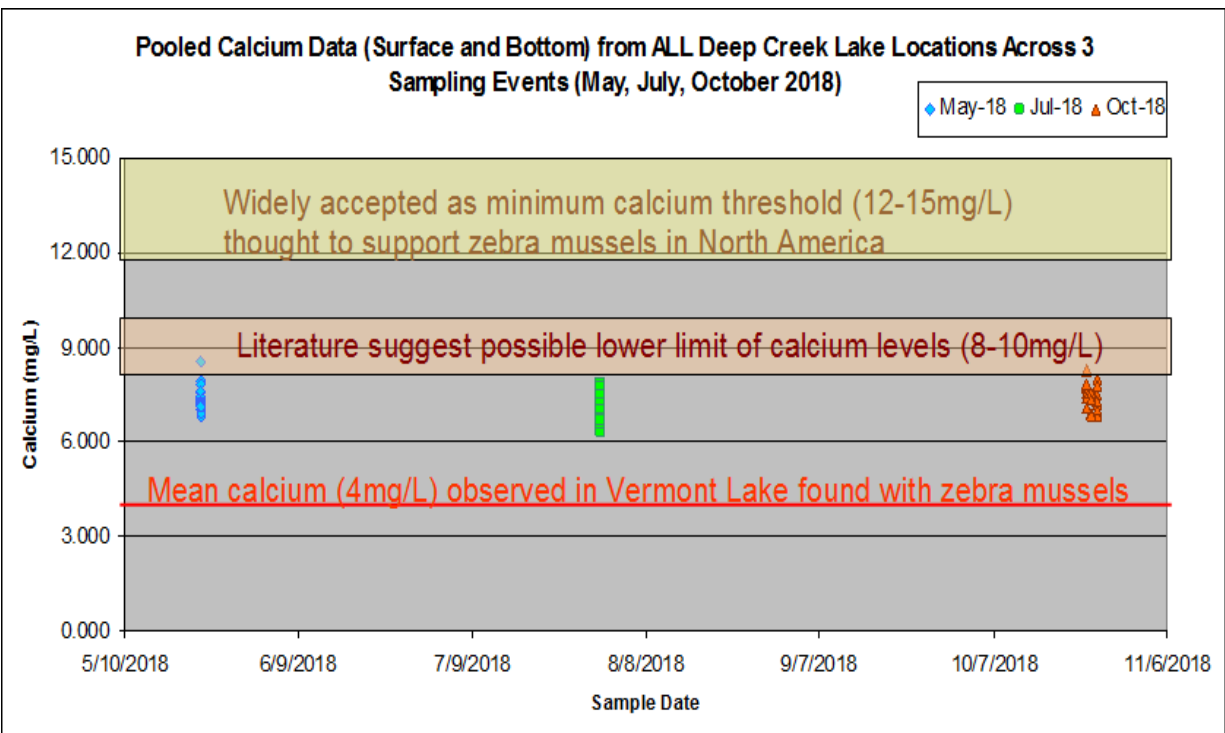 Pooled Calcium Data (Surface and Bottom) from ALL Deep Creek Lake Locations Across 3
Sampling Events (May, July, October 2018)
May-18 Jul-18 Oct-18
15.000
Widely accepted as minimum calcium threshold (12-15mg/L)
thought to support zebra mussels in North America
12.000
Calcium (mg/L)
9.000
Literature suggest possible lower limit of calcium levels (8-10mg/L)
6.000
Mean calcium (4mg/L) observed in Vermont Lake found with zebra mussels
3.000
0.000
5/10/2018 6/9/2018 7/9/2018 8/8/2018 9/7/2018 10/7/2018 11/6/2018
Sample Date